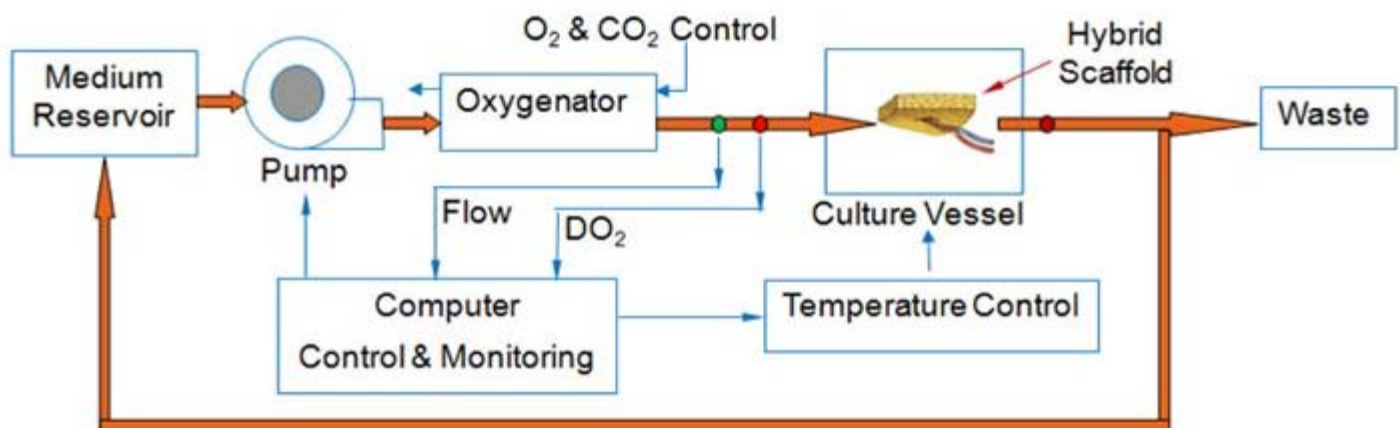 O₂ & CO₂ Control
Medium
Reservoir
Pump
Oxygenator
Hybrid
Scaffold
Waste
Culture Vessel
Flow
DO₂
Computer
Control & Monitoring
Temperature Control